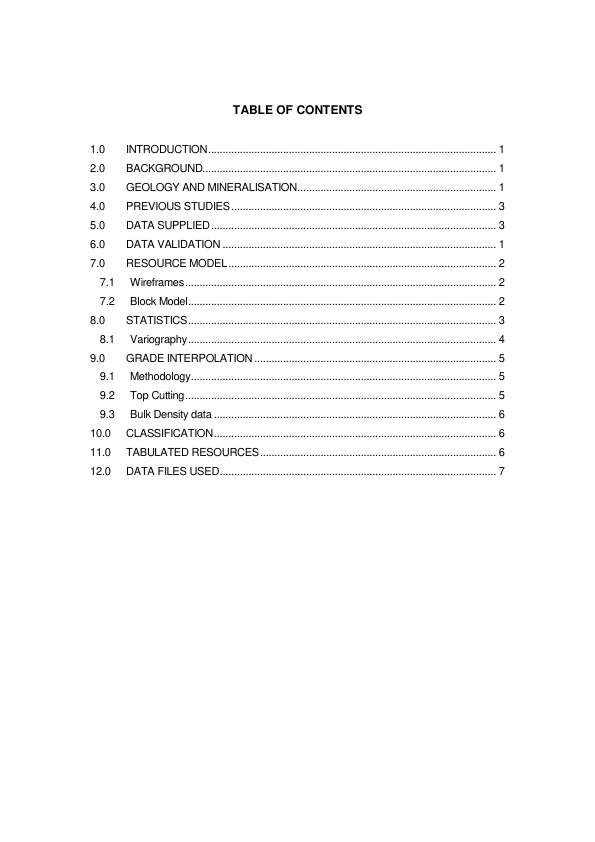 TABLE OF CONTENTS
1.0 INTRODUCTION.................................................................................................... 1
2.0 BACKGROUND..................................................................................................... 1
3.0 GEOLOGY AND MINERALISATION.................................................................... 1
4.0 PREVIOUS STUDIES........................................................................................... 3
5.0 DATA SUPPLIED.................................................................................................. 3
6.0 DATA VALIDATION .............................................................................................. 1
7.0 RESOURCE MODEL............................................................................................ 2
7.1 Wireframes........................................................................................................... 2
7.2 Block Model.......................................................................................................... 2
8.0 STATISTICS.......................................................................................................... 3
8.1 Variography.......................................................................................................... 4
9.0 GRADE INTERPOLATION ................................................................................... 5
9.1 Methodology......................................................................................................... 5
9.2 Top Cutting........................................................................................................... 5
9.3 Bulk Density data ................................................................................................. 6
10.0 CLASSIFICATION................................................................................................. 6
11.0 TABULATED RESOURCES................................................................................. 6
12.0 DATA FILES USED............................................................................................... 7